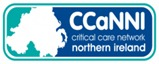 CCaNNI
critical care network
northern ireland